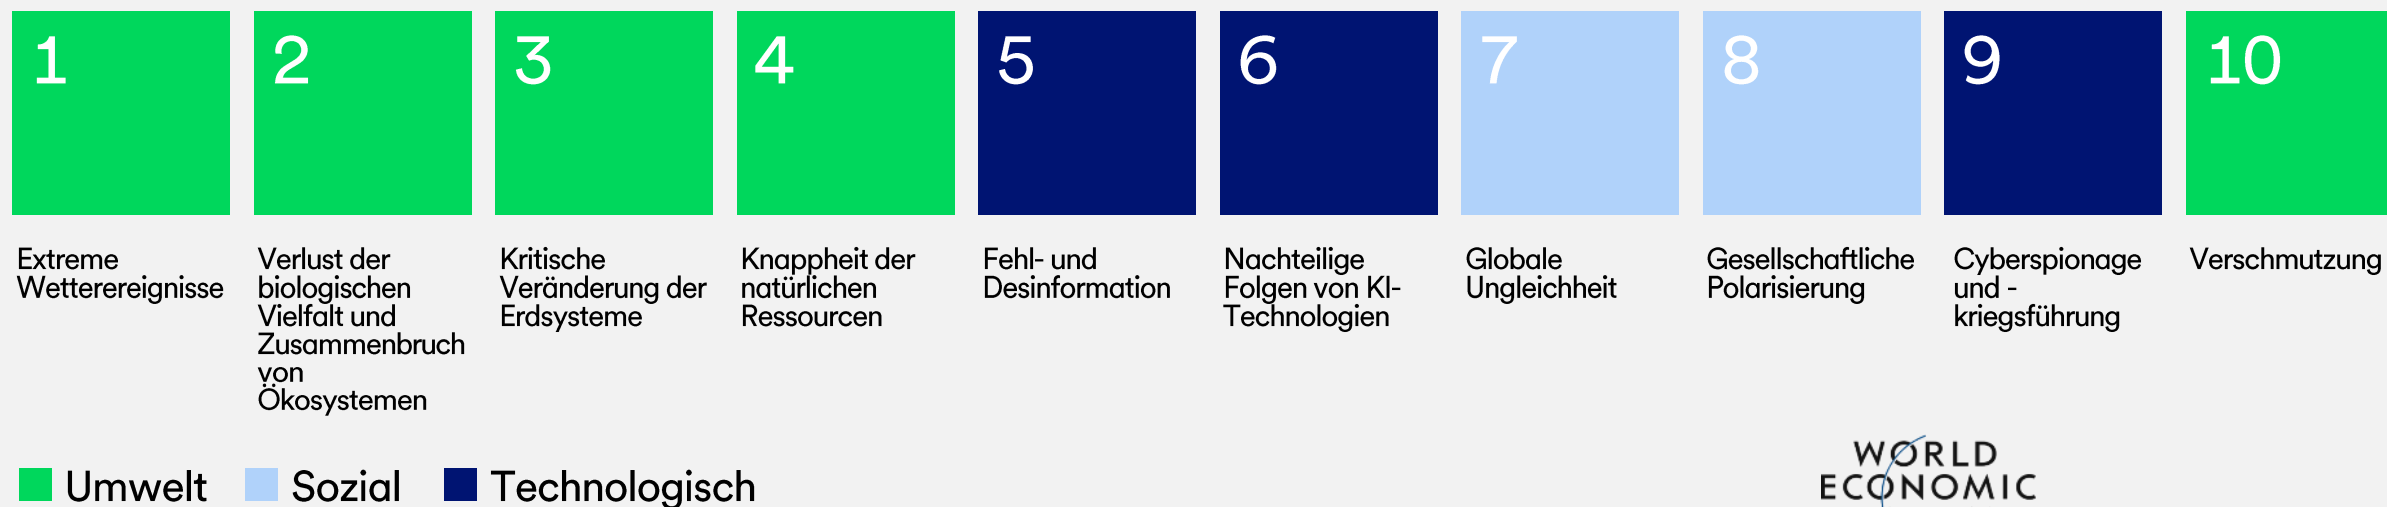 1
2
3
4
5
6
7
8
9
10
Extreme
Wetterereignisse
Verlust der
biologischen
Vielfalt und
Zusammenbruch
von
Ökosystemen
Kritische
Veränderung der
Erdsysteme
Knappheit der
natürlichen
Ressourcen
Fehl- und
Desinformation
Nachteilige
Folgen von KI-
Technologien
Globale
Ungleichheit
Gesellschaftliche
Polarisierung
Cyberspionage
und -
kriegsführung
Verschmutzung
Umwelt
Sozial
Technologisch
WORLD
ECONOMIC